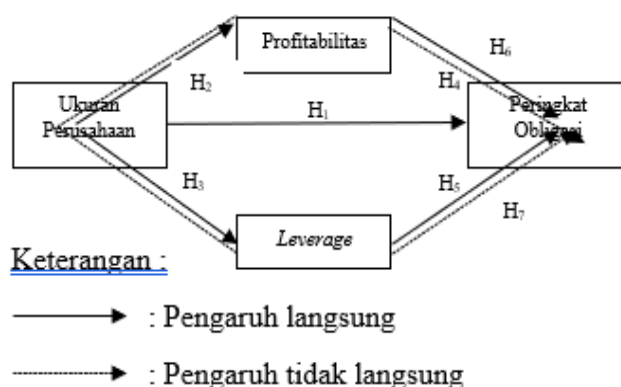 Profitabilitas
H₆
Ukuran
Perusahaan
H₂
H₄
Peringkat
Obligasi
H₁
H₃
H₅
Leverage
H₇
Keterangan :
: Pengaruh langsung
: Pengaruh tidak langsung